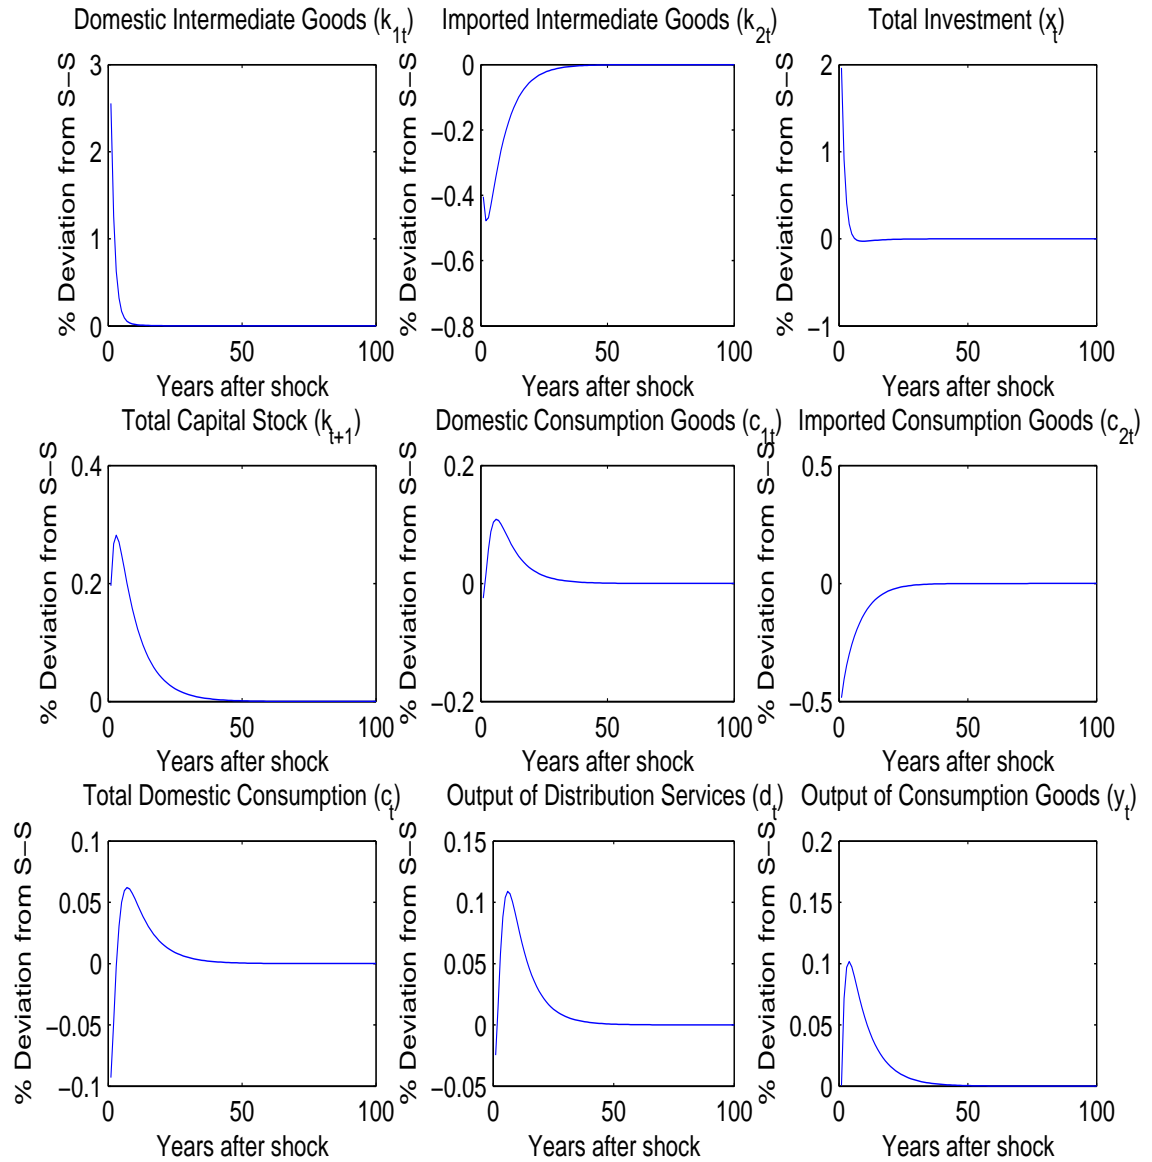 Domestic Intermediate Goods (k1t)
Imported Intermediate Goods (k2t)
Total Investment (xt)
% Deviation from S−S
3
2
1
0
0
50
100
Years after shock
% Deviation from S−S
0
−0.2
−0.4
−0.6
−0.8
0
50
100
Years after shock
% Deviation from S−S
2
1
0
−1
0
50
100
Years after shock
Total Capital Stock (kt+1)
Domestic Consumption Goods (c1t)
Imported Consumption Goods (c2t)
% Deviation from S−S
0.4
0.2
0
0
50
100
Years after shock
% Deviation from S−S
0.2
0
−0.2
0
50
100
Years after shock
% Deviation from S−S
0.5
0
−0.5
0
50
100
Years after shock
Total Domestic Consumption (ct)
Output of Distribution Services (dt)
Output of Consumption Goods (yt)
% Deviation from S−S
0.1
0.05
0
−0.05
−0.1
0
50
100
Years after shock
% Deviation from S−S
0.15
0.1
0.05
0
−0.05
0
50
100
Years after shock
% Deviation from S−S
0.2
0.15
0.1
0.05
0
0
50
100
Years after shock